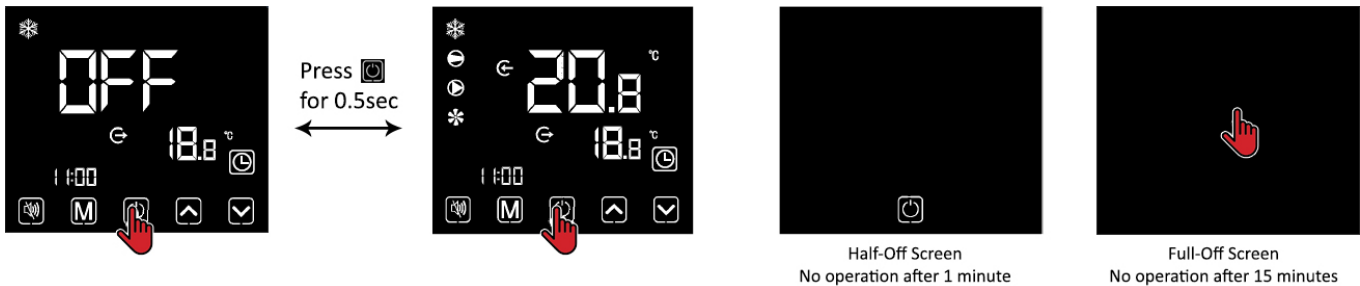 OFF
18.8 °C
11:00
M
Press
for 0.5sec
20.8 °C
18.8 °C
11:00
M
Half-Off Screen
No operation after 1 minute
Full-Off Screen
No operation after 15 minutes